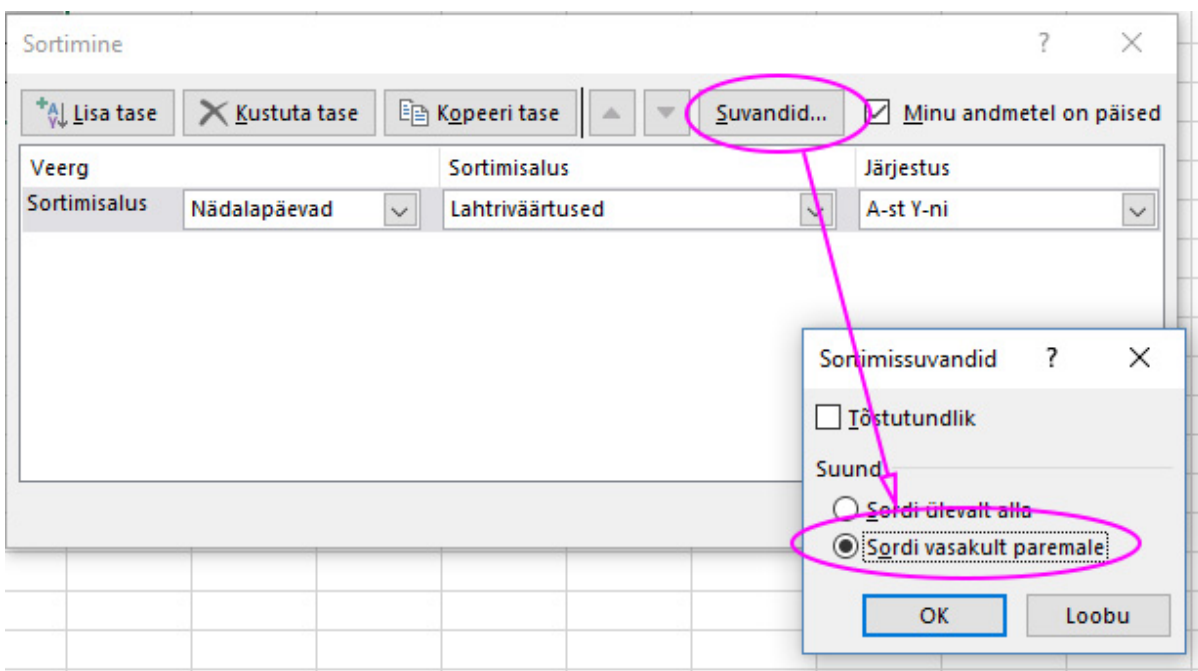 Sortimine ?
Lisa tase Kustuta tase Kopeeri tase Suvandid... Minu andmetel on päised
Veerg Sortimisalus Järjestus
Sortimisalus Nädalapäevad Lahtriväärtused A-st Y-ni
Sortimissuvandid ?
Tõstutundlik
Suund
Sordi ülevalt alla
Sordi vasakult paremale
OK Loobu